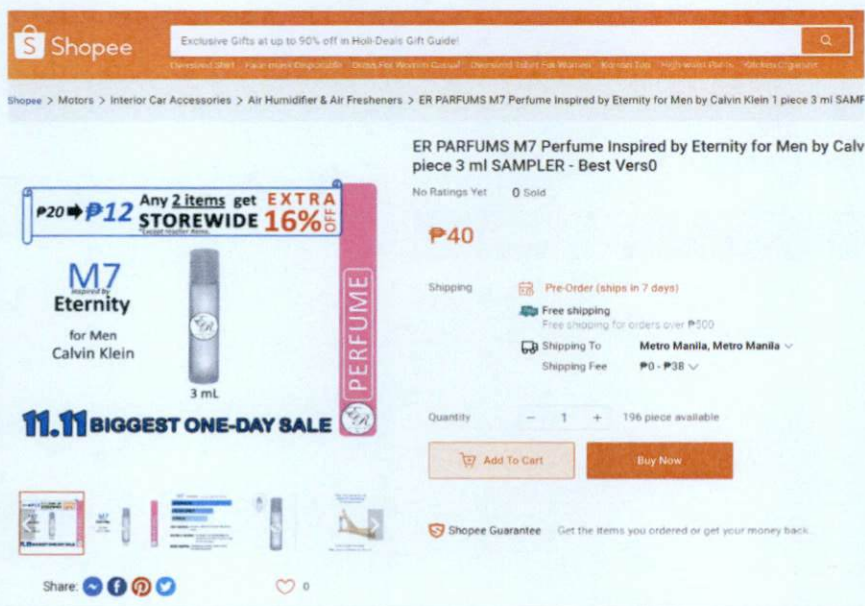 Shopee
Exclusive Gifts at up to 90% off in Holi-Deals Gift Guide!
Shopee > Motors > Interior Car Accessories > Air Humidifier & Air Fresheners > ER PARFUMS M7 Perfume Inspired by Eternity for Men by Calvin Klein 1 piece 3 ml SAMP
ER PARFUMS M7 Perfume Inspired by Eternity for Men by Calv
piece 3 ml SAMPLER - Best Vers0
No Ratings Yet 0 Sold
₱40
₱20 ₱12 Any 2 items get EXTRA
STOREWIDE 16% OFF
*Except reseller items.
M7
inspired by
Eternity
for Men
Calvin Klein
3 mL
PERFUME
11.11 BIGGEST ONE-DAY SALE
Shipping Pre-Order (ships in 7 days)
Free shipping
Free shipping for orders over ₱500
Shipping To Metro Manila, Metro Manila
Shipping Fee ₱0 - ₱38
Quantity - 1 + 196 piece available
Add To Cart Buy Now
Shopee Guarantee Get the items you ordered or get your money back.
Share: 0